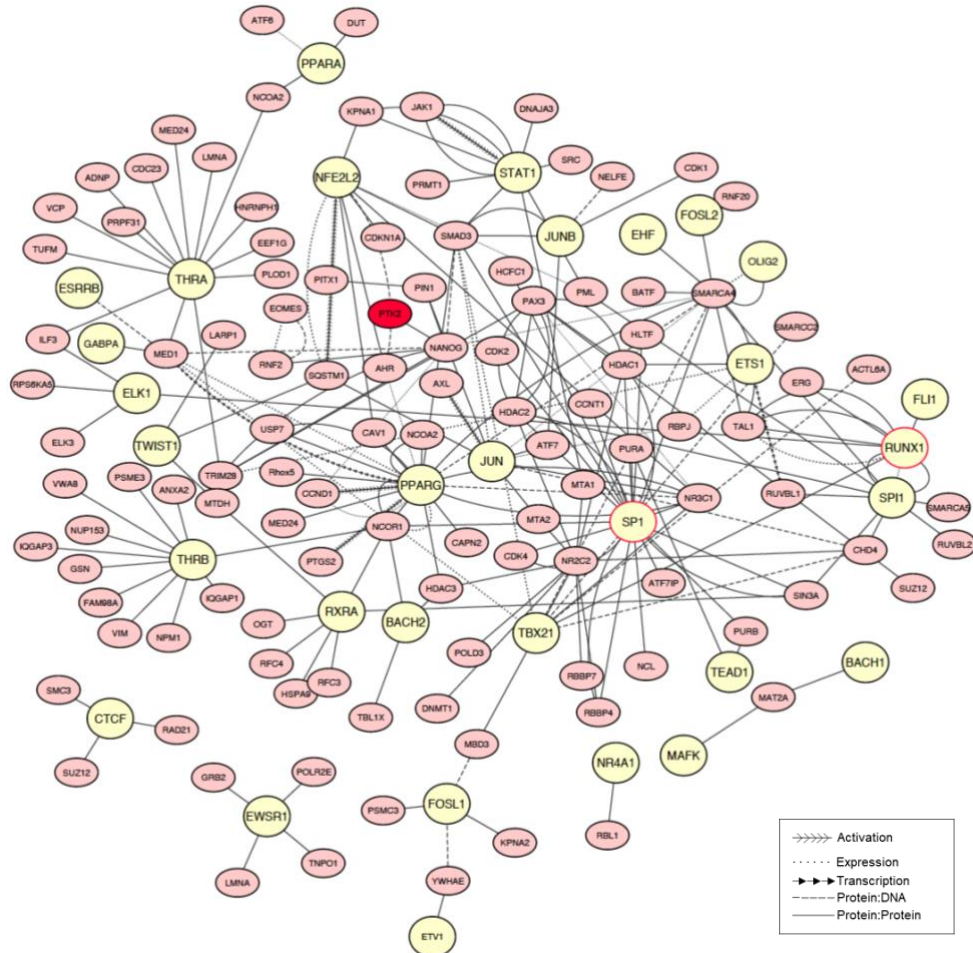 ATF6
DUT
PPARA
NCOA2
JAK1
KPNA1
DNAJA3
MED24
LMNA
CDC23
ADNP
SRC
STAT1
NFE2L2
NELFE
CDK1
PRMT1
RNF20
HNRNPH1
VCP
FOSL2
PRPF31
EHF
CDKN1A
SMAD3
JUNB
EEF1G
TUFM
OLIG2
PLOD1
THRA
HCFC1
PITX1
PIN1
PML
BATF
SMARCA4
ESRRB
PAX3
EOMES
PTK2
SMARCC2
LARP1
HLTF
ILF3
GABPA
MED1
NANOG
CDK2
RNF2
AHR
HDAC1
ETS1
ACTL6A
SQSTM1
RPS6KA5
AXL
ERG
ELK1
CCNT1
FLI1
HDAC2
USP7
CAV1
NCOA2
RBPJ
TAL1
ELK3
TWIST1
ATF7
PURA
RUNX1
JUN
Rhox5
TRIM28
VWA8
PSME3
ANXA2
PPARG
MTA1
CCND1
NR3C1
RUVBL1
SPI1
MTDH
SMARCA5
MED24
NCOR1
MTA2
SP1
NUP153
CAPN2
RUVBL2
IQGAP3
THRB
PTGS2
CDK4
CHD4
GSN
NR2C2
ATF7IP
SUZ12
HDAC3
SIN3A
FAM98A
IQGAP1
RXRA
VIM
NPM1
OGT
BACH2
TBX21
PURB
RFC4
POLD3
NCL
TEAD1
BACH1
RBBP7
RFC3
HSPA9
SMC3
MAT2A
DNMT1
TBL1X
RBBP4
CTCF
RAD21
MBD3
NR4A1
MAFK
SUZ12
GRB2
POLR2E
FOSL1
EWSR1
PSMC3
KPNA2
RBL1
TNPO1
LMNA
YWHAE
ETV1
Activation
Expression
Transcription
Protein:DNA
Protein:Protein